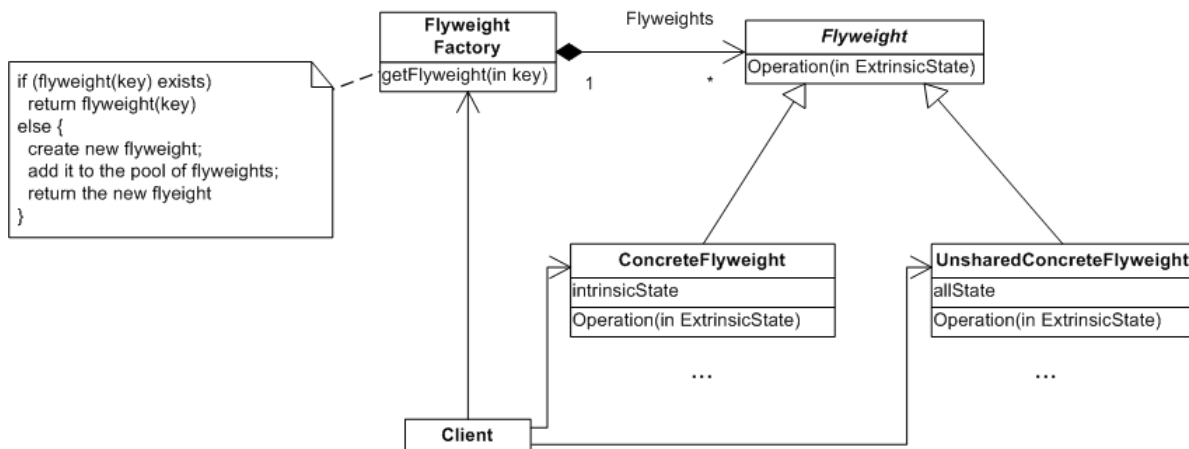 if (flyweight(key) exists)
return flyweight(key)
else {
create new flyweight;
add it to the pool of flyweights;
return the new flyeight
}
Flyweight
Factory
getFlyweight(in key)
Flyweights
1
*
Flyweight
Operation(in ExtrinsicState)
ConcreteFlyweight
intrinsicState
Operation(in ExtrinsicState)
...
UnsharedConcreteFlyweight
allState
Operation(in ExtrinsicState)
...
Client